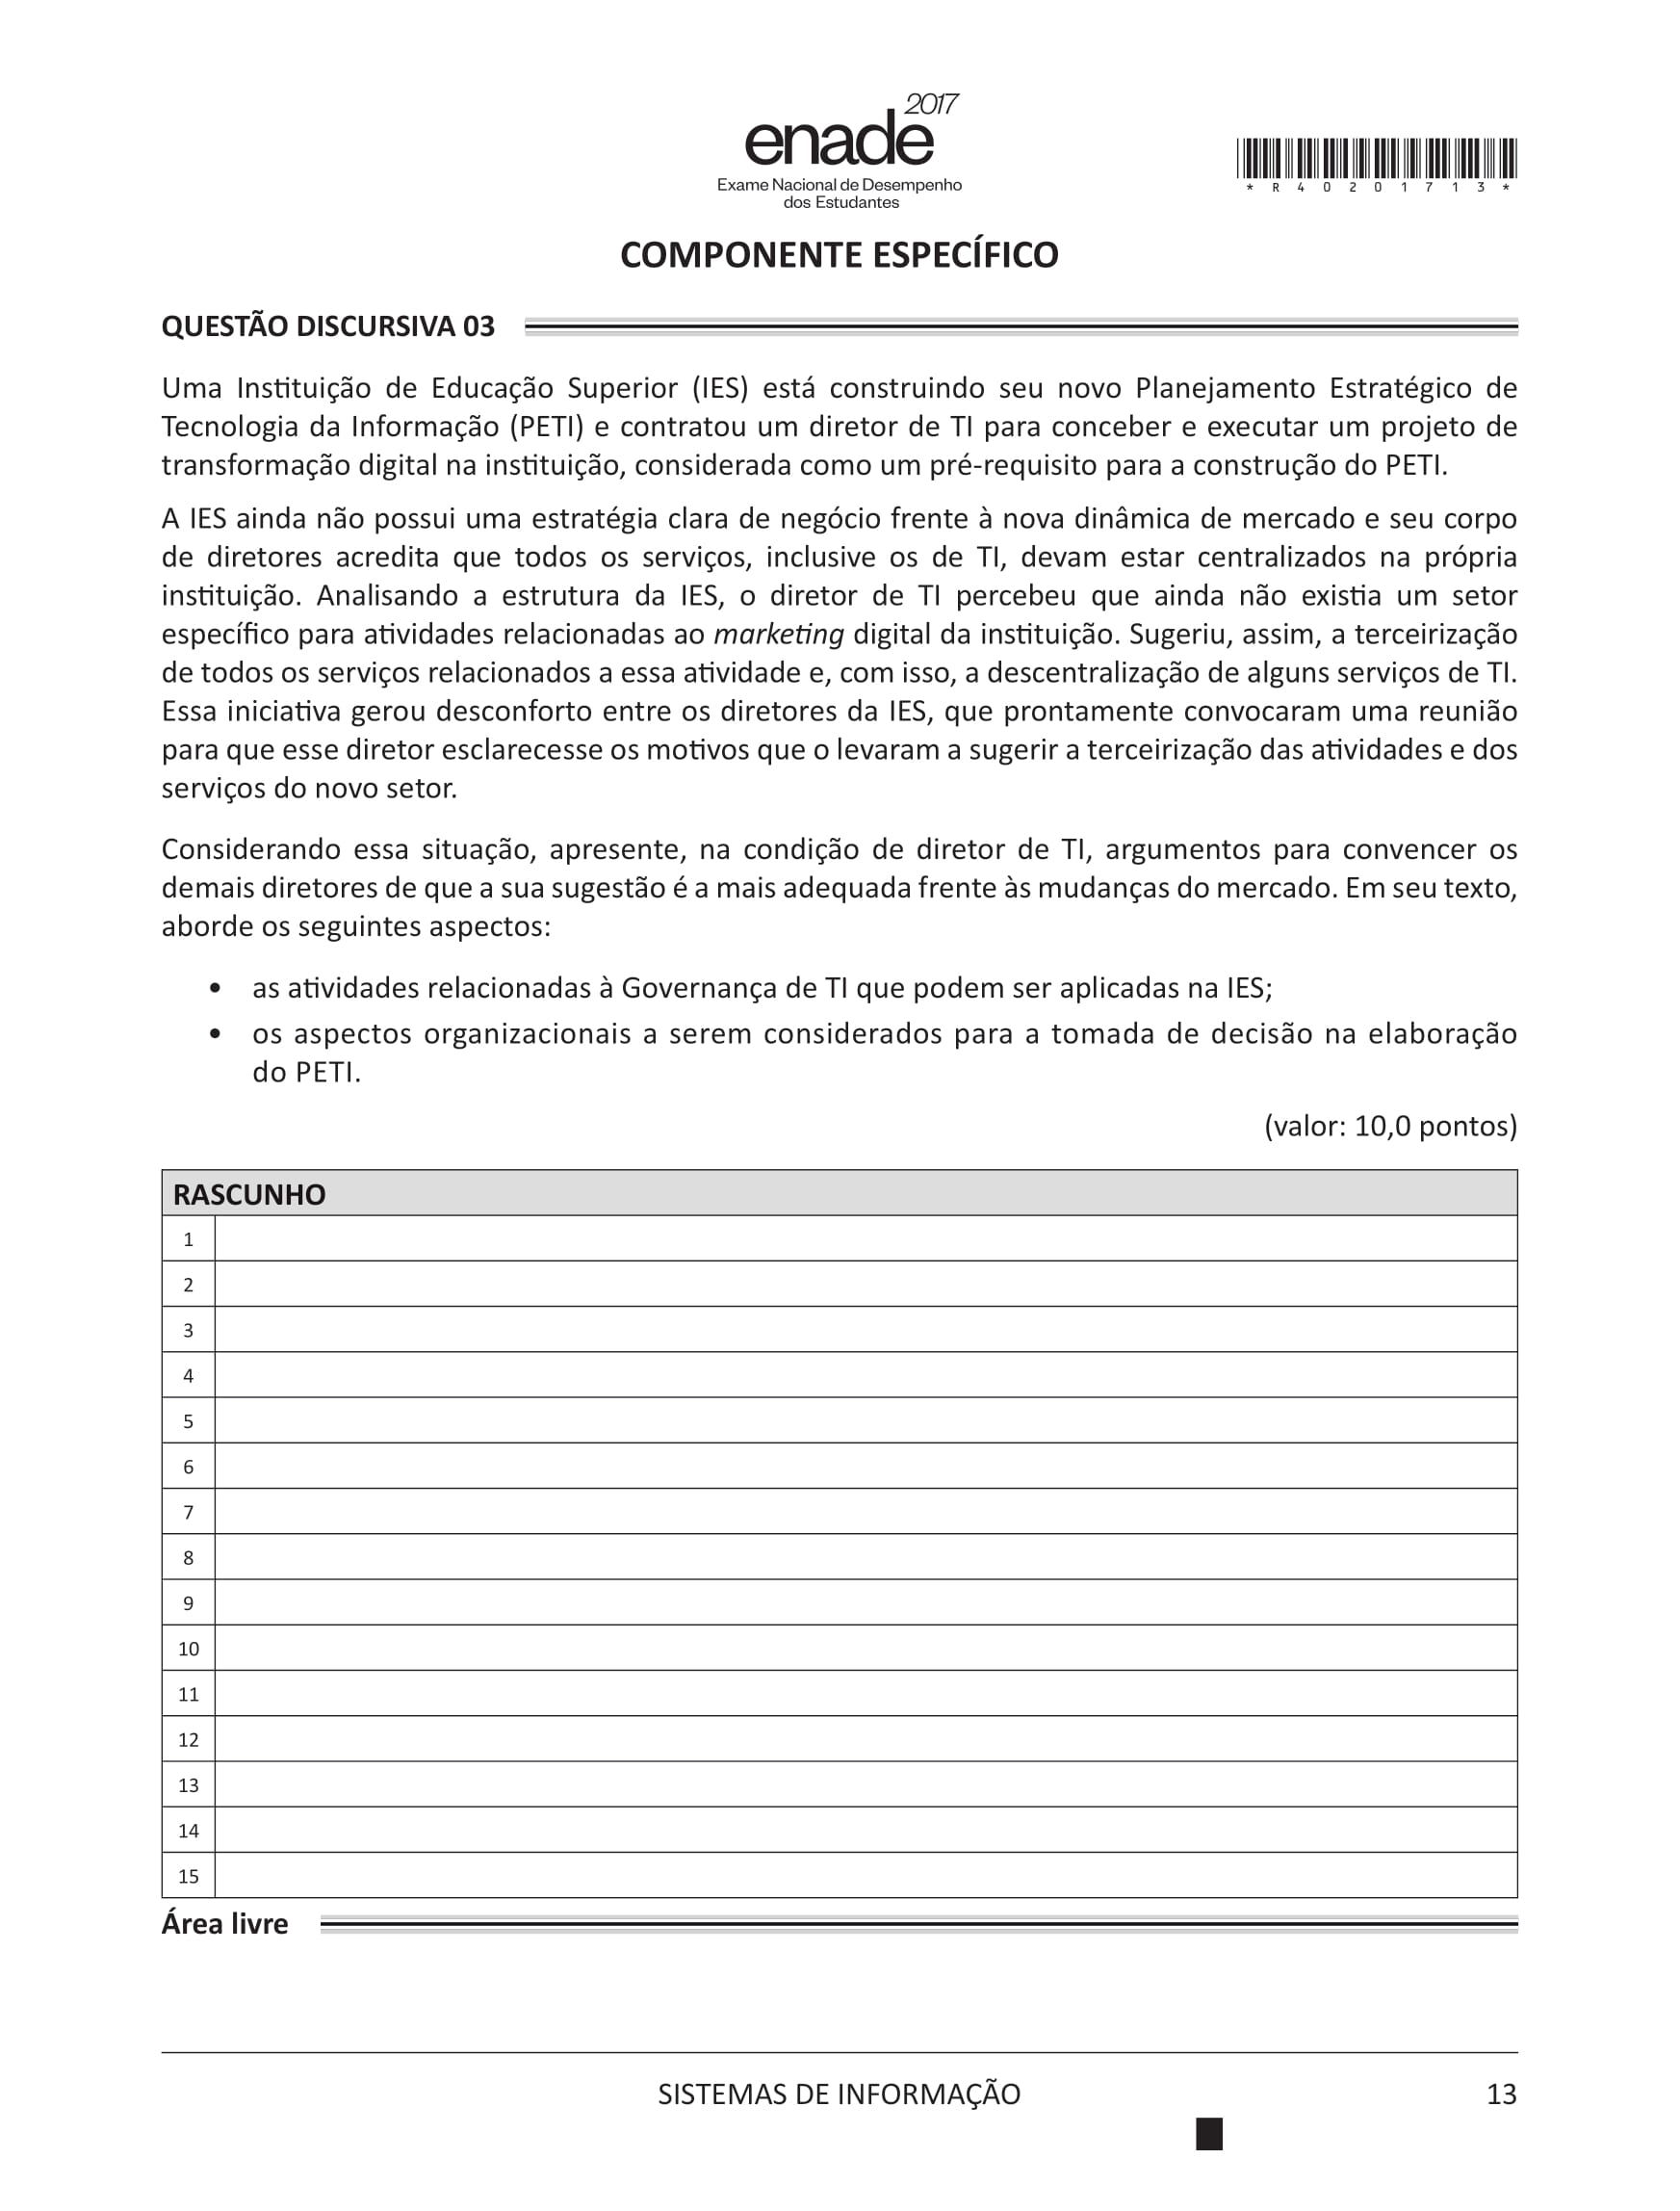 2017
enade
Exame Nacional de Desempenho
dos Estudantes
*R40201713*
COMPONENTE ESPECÍFICO
QUESTÃO DISCURSIVA 03
Uma Instituição de Educação Superior (IES) está construindo seu novo Planejamento Estratégico de
Tecnologia da Informação (PETI) e contratou um diretor de TI para conceber e executar um projeto de
transformação digital na instituição, considerada como um pré-requisito para a construção do PETI.
A IES ainda não possui uma estratégia clara de negócio frente à nova dinâmica de mercado e seu corpo
de diretores acredita que todos os serviços, inclusive os de TI, devam estar centralizados na própria
instituição. Analisando a estrutura da IES, o diretor de TI percebeu que ainda não existia um setor
específico para atividades relacionadas ao marketing digital da instituição. Sugeriu, assim, a terceirização
de todos os serviços relacionados a essa atividade e, com isso, a descentralização de alguns serviços de TI.
Essa iniciativa gerou desconforto entre os diretores da IES, que prontamente convocaram uma reunião
para que esse diretor esclarecesse os motivos que o levaram a sugerir a terceirização das atividades e dos
serviços do novo setor.
Considerando essa situação, apresente, na condição de diretor de TI, argumentos para convencer os
demais diretores de que a sua sugestão é a mais adequada frente às mudanças do mercado. Em seu texto,
aborde os seguintes aspectos:
• as atividades relacionadas à Governança de TI que podem ser aplicadas na IES;
• os aspectos organizacionais a serem considerados para a tomada de decisão na elaboração
do PETI.
(valor: 10,0 pontos)
RASCUNHO
1
2
3
4
5
6
7
8
9
10
11
12
13
14
15
Área livre
SISTEMAS DE INFORMAÇÃO
13